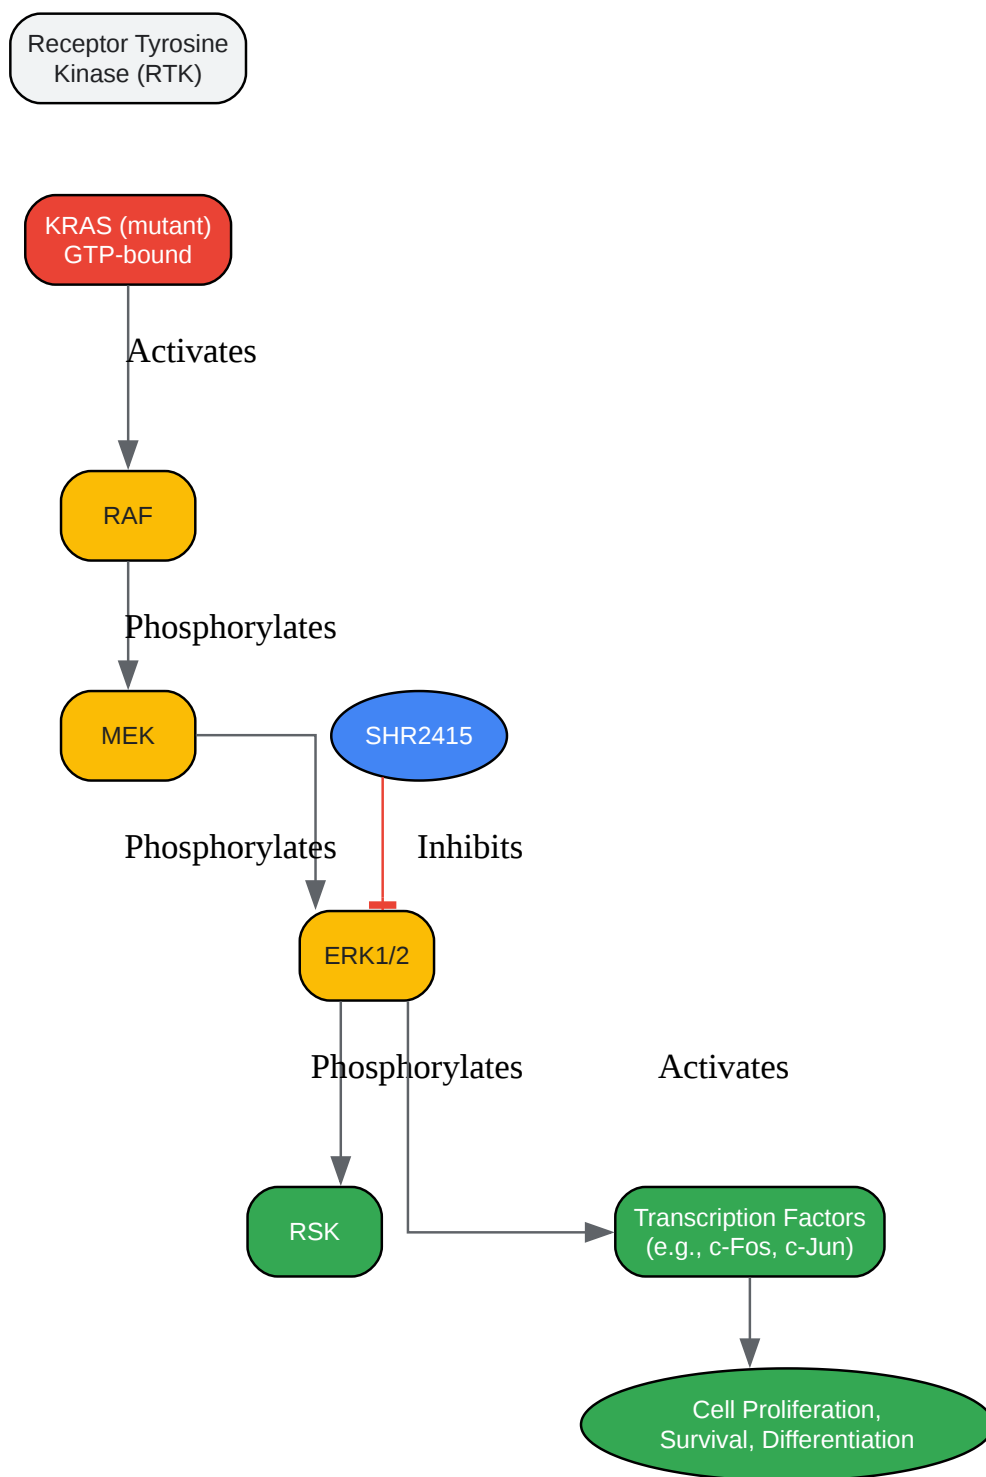 Receptor Tyrosine
Kinase (RTK)
KRAS (mutant)
GTP-bound
Activates
RAF
Phosphorylates
MEK
SHR2415
Phosphorylates
Inhibits
ERK1/2
Phosphorylates
Activates
RSK
Transcription Factors
(e.g., c-Fos, c-Jun)
Cell Proliferation,
Survival, Differentiation